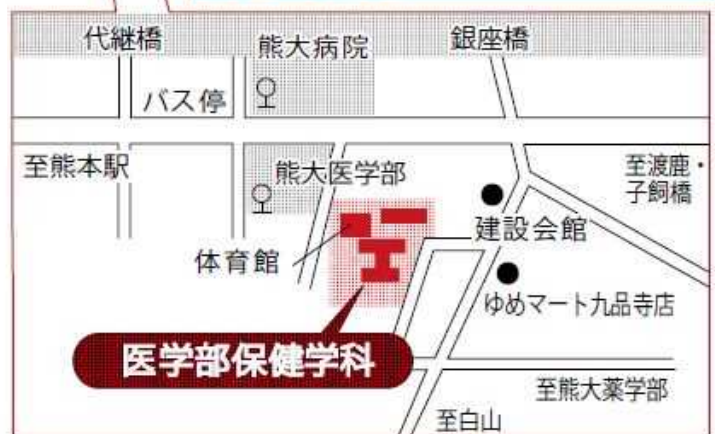 代継橋
熊大病院
銀座橋
バス停
至熊本駅
熊大医学部
至渡鹿・
子飼橋
建設会館
体育館
ゆめマート九品寺店
医学部保健学科
至熊大薬学部
至白山